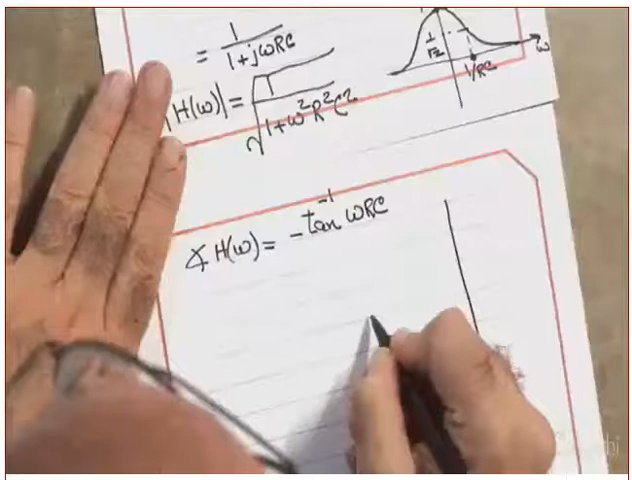 = 1/(1+jωRC)
|H(ω)| = 1/√(1+ω²R²C²)
1/√2
1/RC
ω
∡H(ω) = -tan⁻¹ ωRC